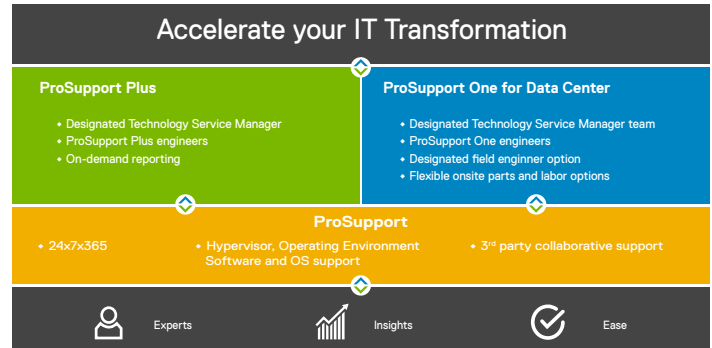 Accelerate your IT Transformation
ProSupport Plus
• Designated Technology Service Manager
• ProSupport Plus engineers
• On-demand reporting
ProSupport One for Data Center
• Designated Technology Service Manager team
• ProSupport One engineers
• Designated field enginner option
• Flexible onsite parts and labor options
ProSupport
• 24x7x365
• Hypervisor, Operating Environment
Software and OS support
• 3rd party collaborative support
Experts
Insights
Ease